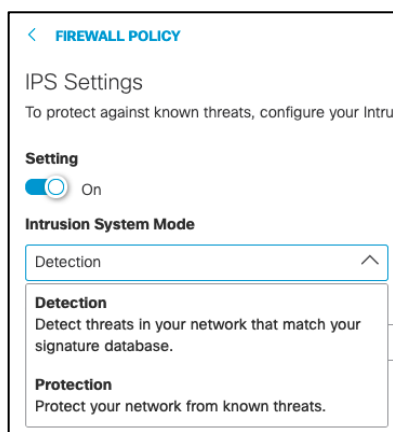 FIREWALL POLICY
IPS Settings
To protect against known threats, configure your
Setting
On
Intrusion System Mode
Detection
Detection
Detect threats in your network that match your
signature database.
Protection
Protect your network from known threats.